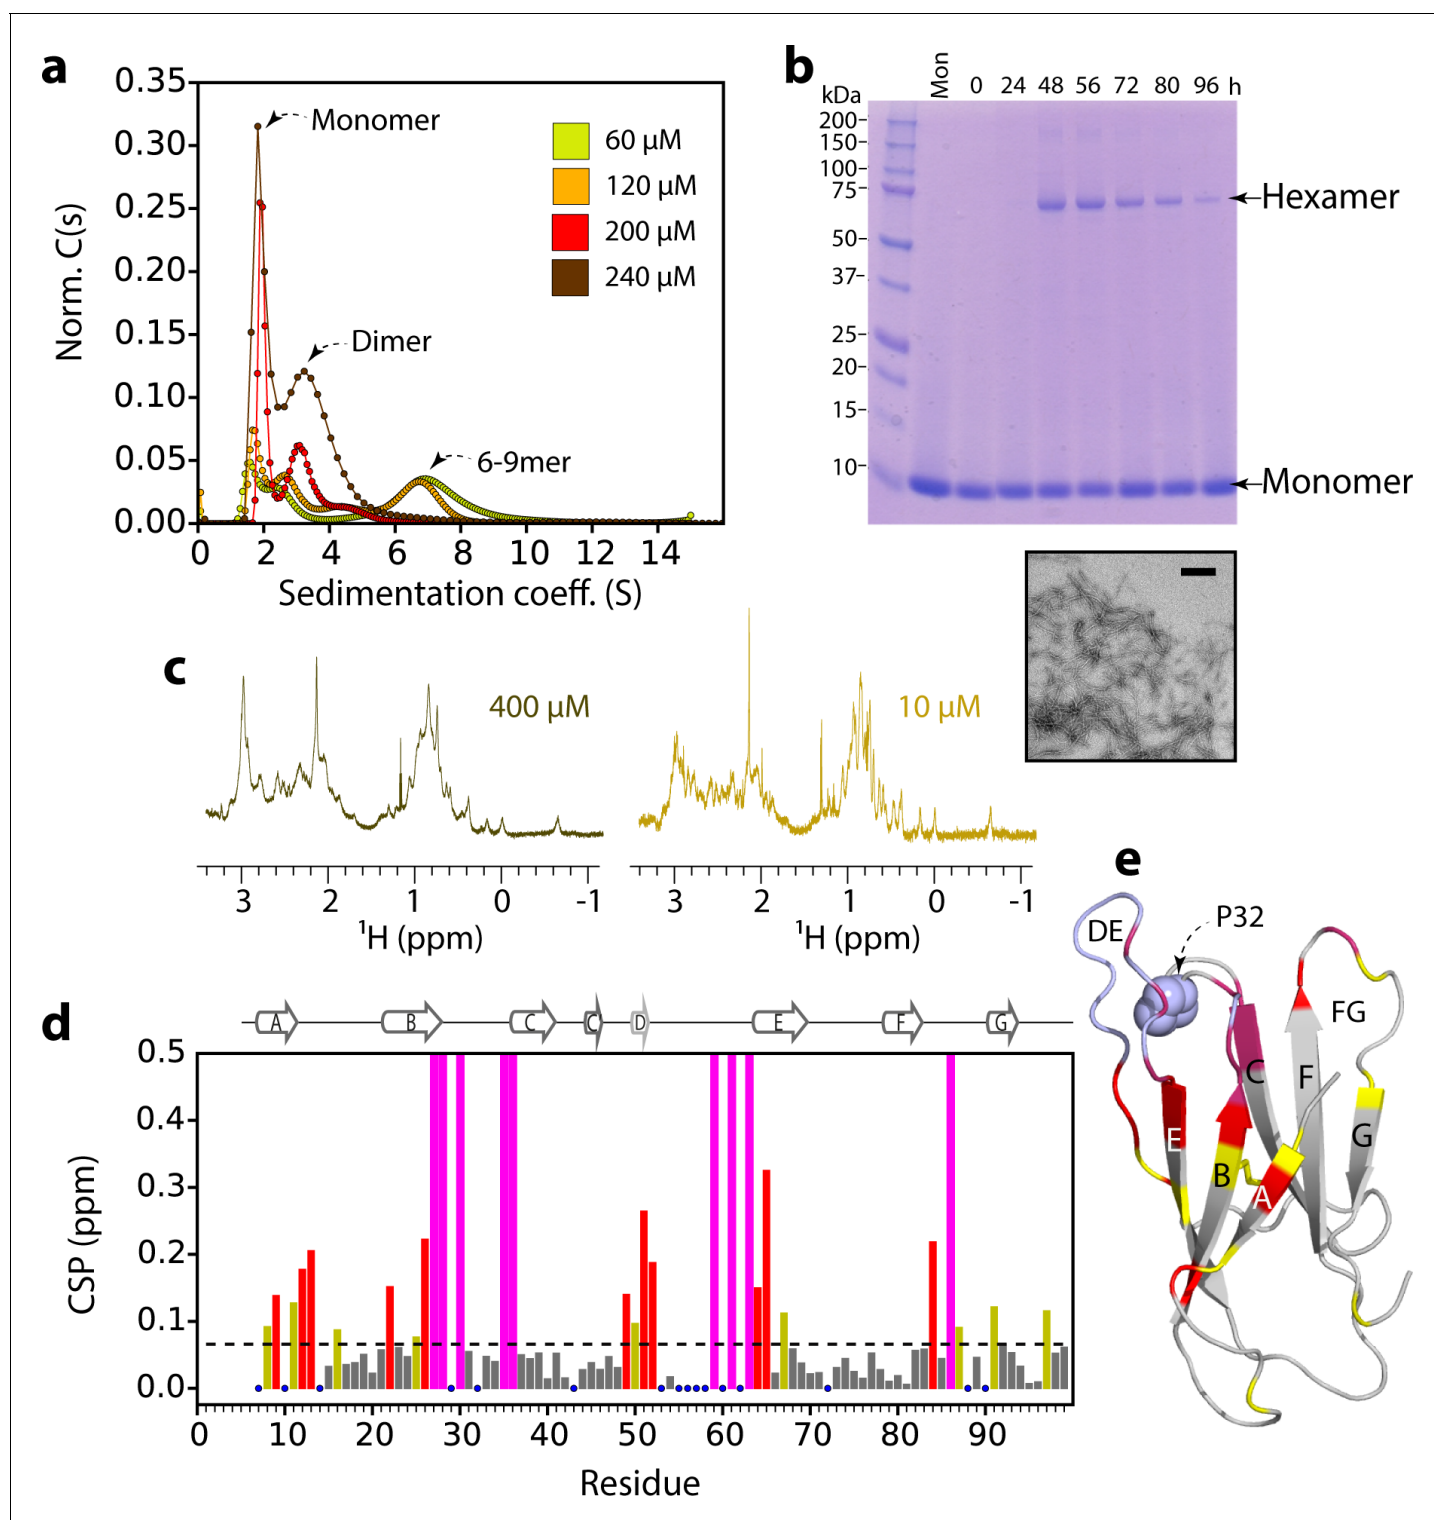 a
0.35
0.30
0.25
0.20
0.15
0.10
0.05
0.00
Norm. C(s)
0 2 4 6 8 10 12 14
Sedimentation coeff. (S)
Monomer
Dimer
6-9mer
60 µM
120 µM
200 µM
240 µM
b
kDa
Mon 0 24 48 56 72 80 96 h
200
150
100
75
50
37
25
20
15
10
Hexamer
Monomer
c
400 µM
3 2 1 0 -1
¹H (ppm)
10 µM
3 2 1 0 -1
¹H (ppm)
d
A B C C' D E F G
0.5
0.4
0.3
0.2
0.1
0.0
CSP (ppm)
0 10 20 30 40 50 60 70 80 90
Residue
e
DE
P32
FG
C
F
E
B
A
G